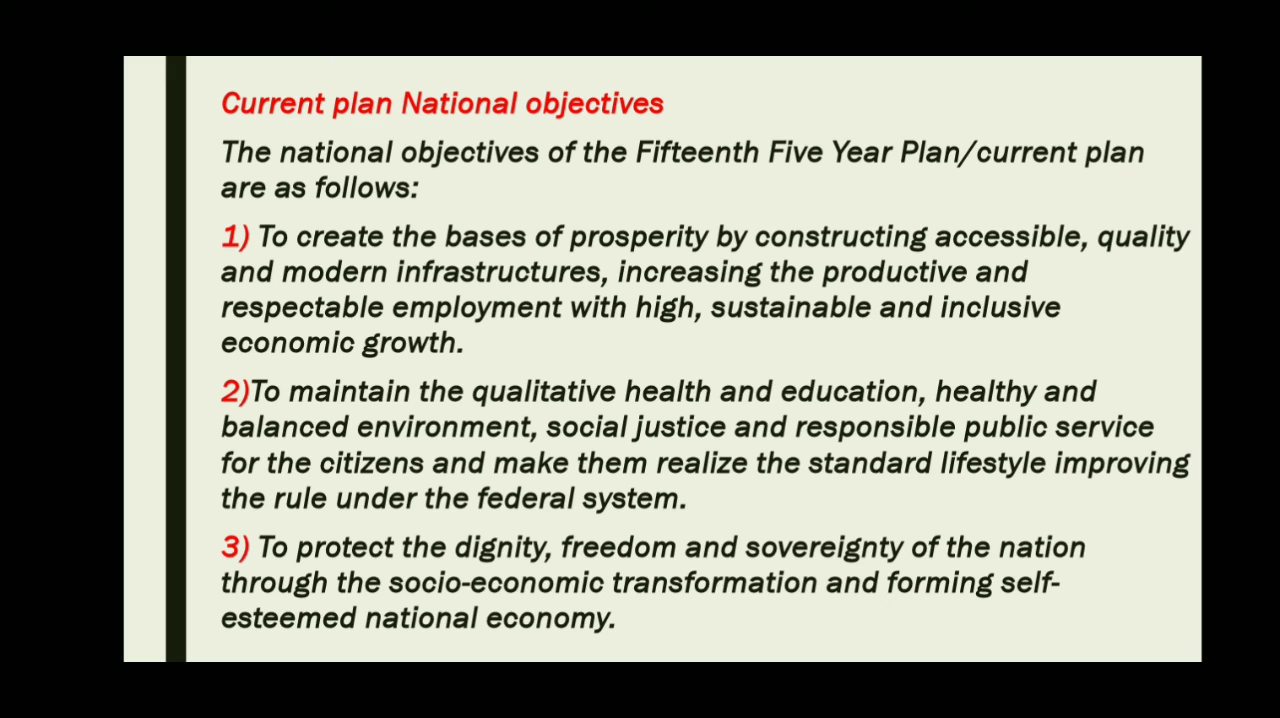 Current plan National objectives
The national objectives of the Fifteenth Five Year Plan/current plan
are as follows:
1) To create the bases of prosperity by constructing accessible, quality
and modern infrastructures, increasing the productive and
respectable employment with high, sustainable and inclusive
economic growth.
2)To maintain the qualitative health and education, healthy and
balanced environment, social justice and responsible public service
for the citizens and make them realize the standard lifestyle improving
the rule under the federal system.
3) To protect the dignity, freedom and sovereignty of the nation
through the socio-economic transformation and forming self-
esteemed national economy.